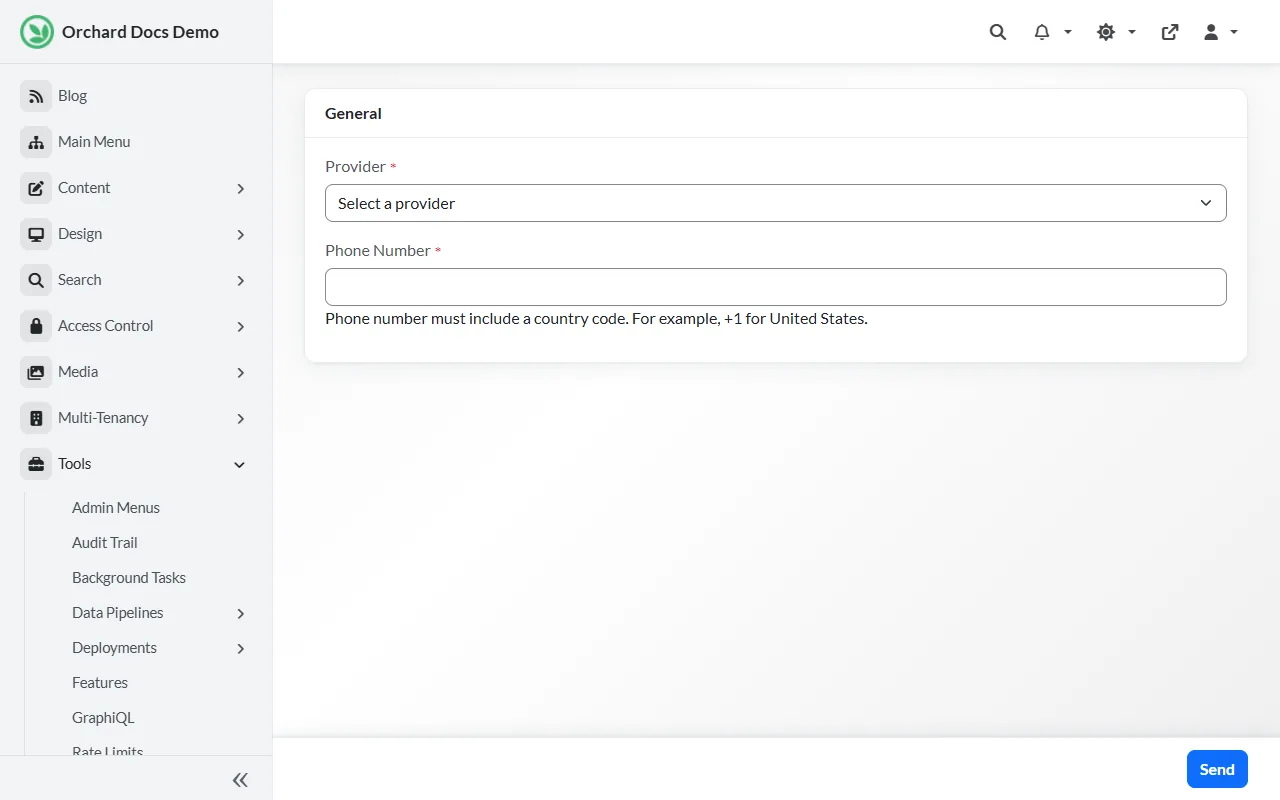 Orchard Docs Demo
Blog
Main Menu
Content
Design
Search
Access Control
Media
Multi-Tenancy
Tools
Admin Menus
Audit Trail
Background Tasks
Data Pipelines
Deployments
Features
GraphiQL
Rate Limits
General
Provider *
Select a provider
Phone Number *
Phone number must include a country code. For example, +1 for United States.
Send